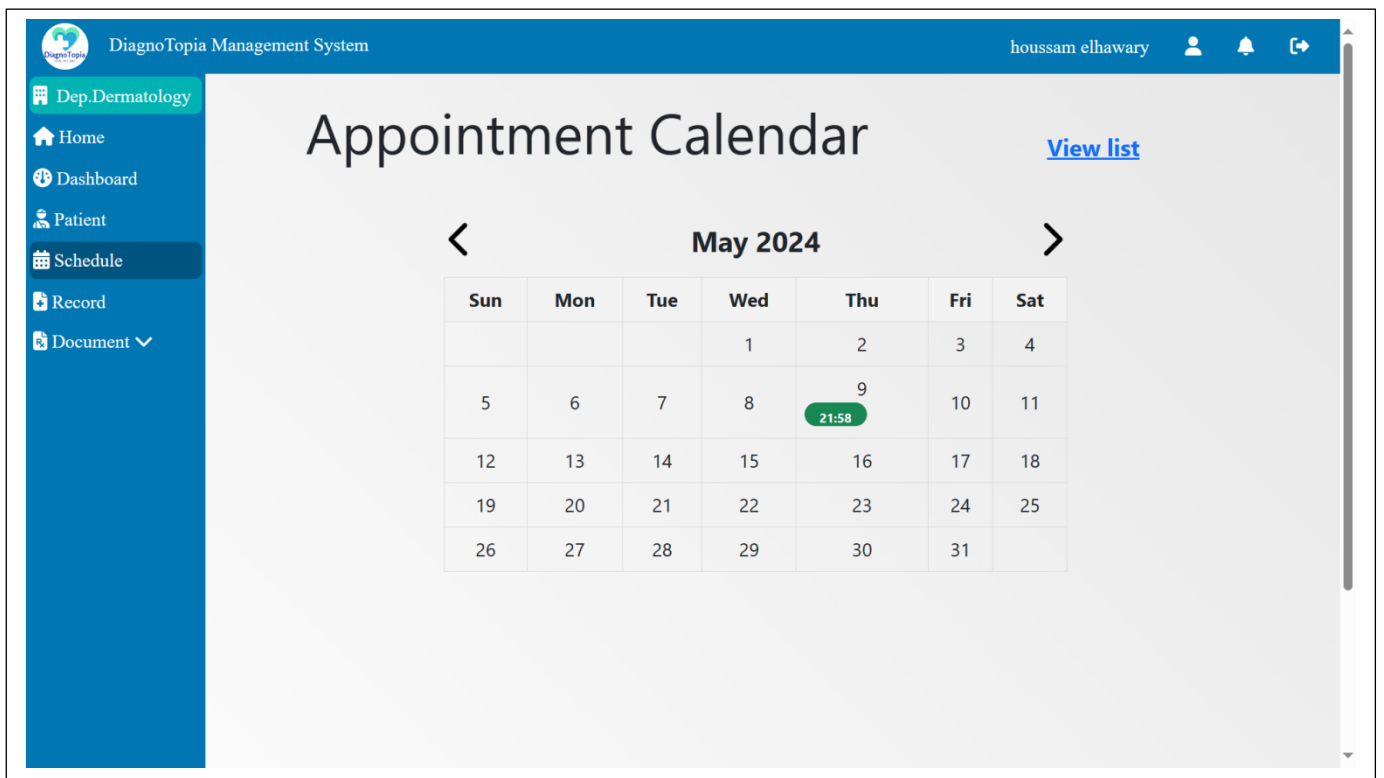 DiagnoTopia
DiagnoTopia Management System
houssam elhawary
Dep.Dermatology
Home
Dashboard
Patient
Schedule
Record
Document
Appointment Calendar
View list
May 2024
Sun Mon Tue Wed Thu Fri Sat
1 2 3 4
5 6 7 8 9 10 11
21:58
12 13 14 15 16 17 18
19 20 21 22 23 24 25
26 27 28 29 30 31